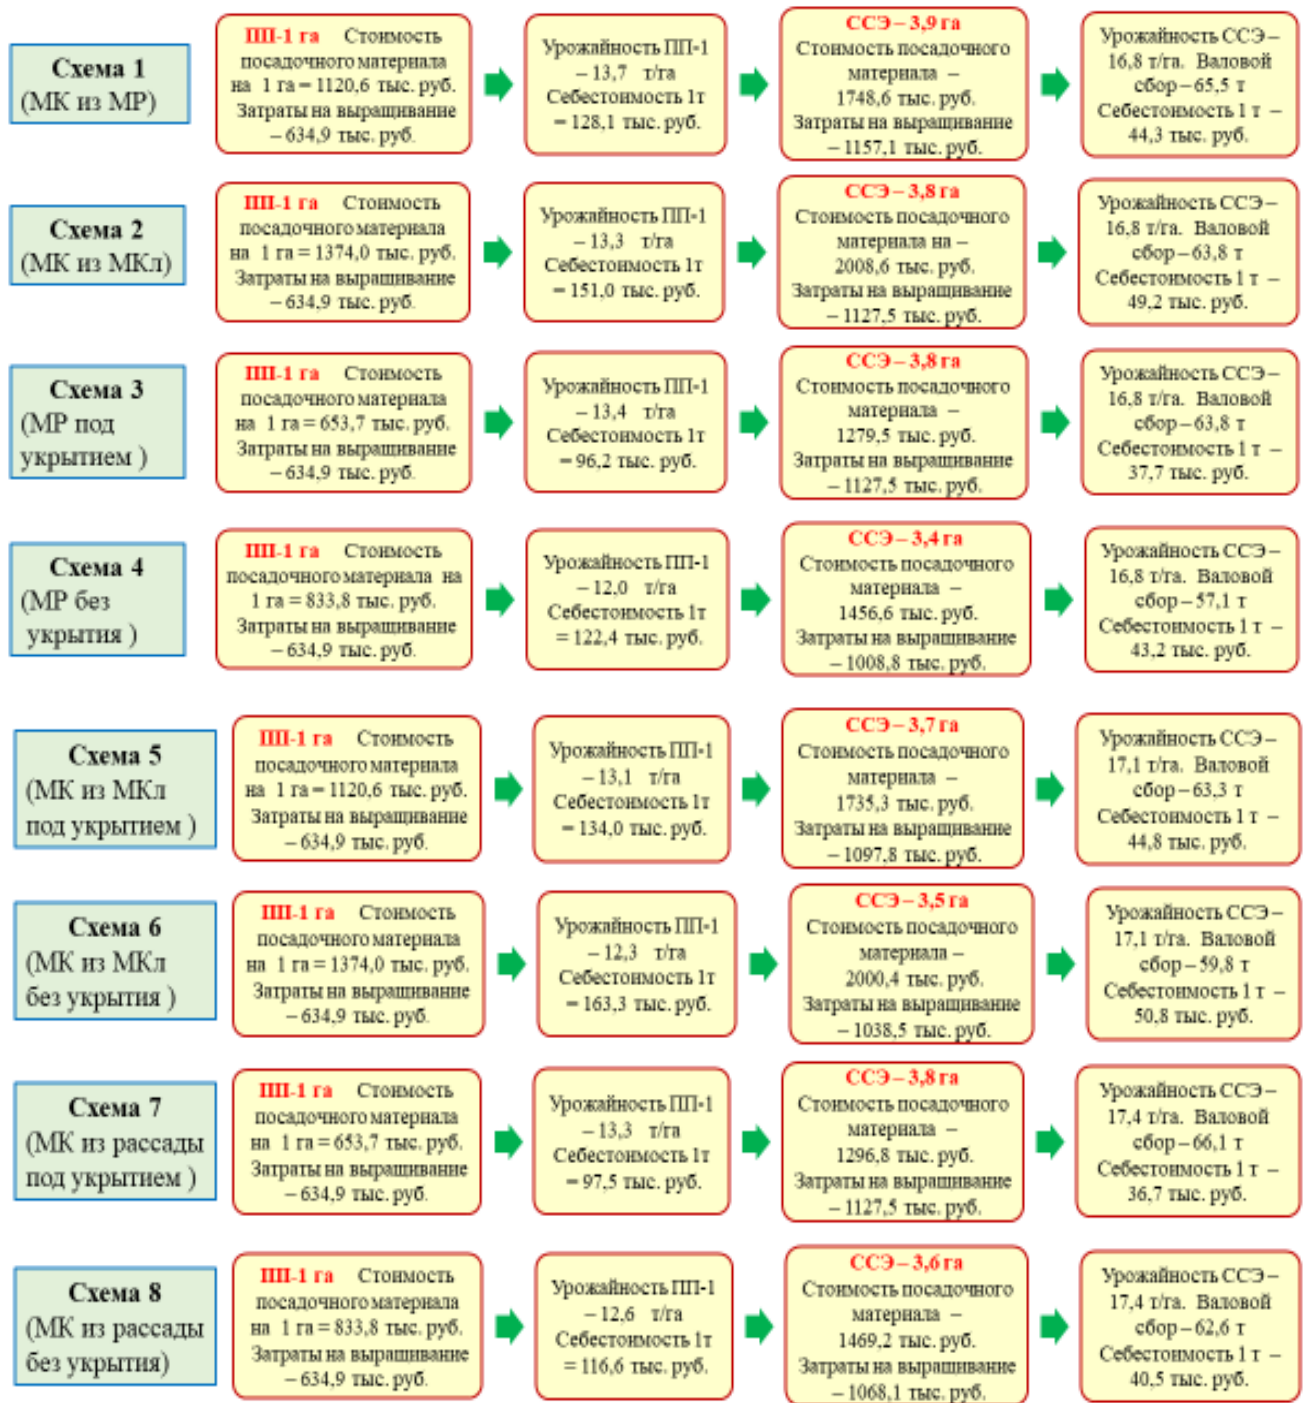 Схема 1
(МК из МР)
ПП-1 га Стоимость
посадочного материала
на 1 га = 1120,6 тыс. руб.
Затраты на выращивание
– 634,9 тыс. руб.
Урожайность ПП-1
– 13,7 т/га
Себестоимость 1т
= 128,1 тыс. руб.
ССЭ – 3,9 га
Стоимость посадочного
материала –
1748,6 тыс. руб.
Затраты на выращивание
– 1157,1 тыс. руб.
Урожайность ССЭ –
16,8 т/га. Валовой
сбор – 65,5 т
Себестоимость 1 т –
44,3 тыс. руб.
Схема 2
(МК из МКл)
ПП-1 га Стоимость
посадочного материала
на 1 га = 1374,0 тыс. руб.
Затраты на выращивание
– 634,9 тыс. руб.
Урожайность ПП-1
– 13,3 т/га
Себестоимость 1т
= 151,0 тыс. руб.
ССЭ – 3,8 га
Стоимость посадочного
материала на –
2008,6 тыс. руб.
Затраты на выращивание
– 1127,5 тыс. руб.
Урожайность ССЭ –
16,8 т/га. Валовой
сбор – 63,8 т
Себестоимость 1 т –
49,2 тыс. руб.
Схема 3
(МР под
укрытием )
ПП-1 га Стоимость
посадочного материала
на 1 га = 653,7 тыс. руб.
Затраты на выращивание
– 634,9 тыс. руб.
Урожайность ПП-1
– 13,4 т/га
Себестоимость 1т
= 96,2 тыс. руб.
ССЭ – 3,8 га
Стоимость посадочного
материала –
1279,5 тыс. руб.
Затраты на выращивание
– 1127,5 тыс. руб.
Урожайность ССЭ –
16,8 т/га. Валовой
сбор – 63,8 т
Себестоимость 1 т –
37,7 тыс. руб.
Схема 4
(МР без
укрытия )
ПП-1 га Стоимость
посадочного материала на
1 га = 833,8 тыс. руб.
Затраты на выращивание
– 634,9 тыс. руб.
Урожайность ПП-1
– 12,0 т/га
Себестоимость 1т
= 122,4 тыс. руб.
ССЭ – 3,4 га
Стоимость посадочного
материала –
1456,6 тыс. руб.
Затраты на выращивание
– 1008,8 тыс. руб.
Урожайность ССЭ –
16,8 т/га. Валовой
сбор – 57,1 т
Себестоимость 1 т –
43,2 тыс. руб.
Схема 5
(МК из МКл
под укрытием )
ПП-1 га Стоимость
посадочного материала
на 1 га = 1120,6 тыс. руб.
Затраты на выращивание
– 634,9 тыс. руб.
Урожайность ПП-1
– 13,1 т/га
Себестоимость 1т
= 134,0 тыс. руб.
ССЭ – 3,7 га
Стоимость посадочного
материала –
1735,3 тыс. руб.
Затраты на выращивание
– 1097,8 тыс. руб.
Урожайность ССЭ –
17,1 т/га. Валовой
сбор – 63,3 т
Себестоимость 1 т –
44,8 тыс. руб.
Схема 6
(МК из МКл
без укрытия )
ПП-1 га Стоимость
посадочного материала
на 1 га = 1374,0 тыс. руб.
Затраты на выращивание
– 634,9 тыс. руб.
Урожайность ПП-1
– 12,3 т/га
Себестоимость 1т
= 163,3 тыс. руб.
ССЭ – 3,5 га
Стоимость посадочного
материала –
2000,4 тыс. руб.
Затраты на выращивание
– 1038,5 тыс. руб.
Урожайность ССЭ –
17,1 т/га. Валовой
сбор – 59,8 т
Себестоимость 1 т –
50,8 тыс. руб.
Схема 7
(МК из рассады
под укрытием )
ПП-1 га Стоимость
посадочного материала
на 1 га = 653,7 тыс. руб.
Затраты на выращивание
– 634,9 тыс. руб.
Урожайность ПП-1
– 13,3 т/га
Себестоимость 1т
= 97,5 тыс. руб.
ССЭ – 3,8 га
Стоимость посадочного
материала –
1296,8 тыс. руб.
Затраты на выращивание
– 1127,5 тыс. руб.
Урожайность ССЭ –
17,4 т/га. Валовой
сбор – 66,1 т
Себестоимость 1 т –
36,7 тыс. руб.
Схема 8
(МК из рассады
без укрытия)
ПП-1 га Стоимость
посадочного материала
на 1 га = 833,8 тыс. руб.
Затраты на выращивание
– 634,9 тыс. руб.
Урожайность ПП-1
– 12,6 т/га
Себестоимость 1т
= 116,6 тыс. руб.
ССЭ – 3,6 га
Стоимость посадочного
материала –
1469,2 тыс. руб.
Затраты на выращивание
– 1068,1 тыс. руб.
Урожайность ССЭ –
17,4 т/га. Валовой
сбор – 62,6 т
Себестоимость 1 т –
40,5 тыс. руб.